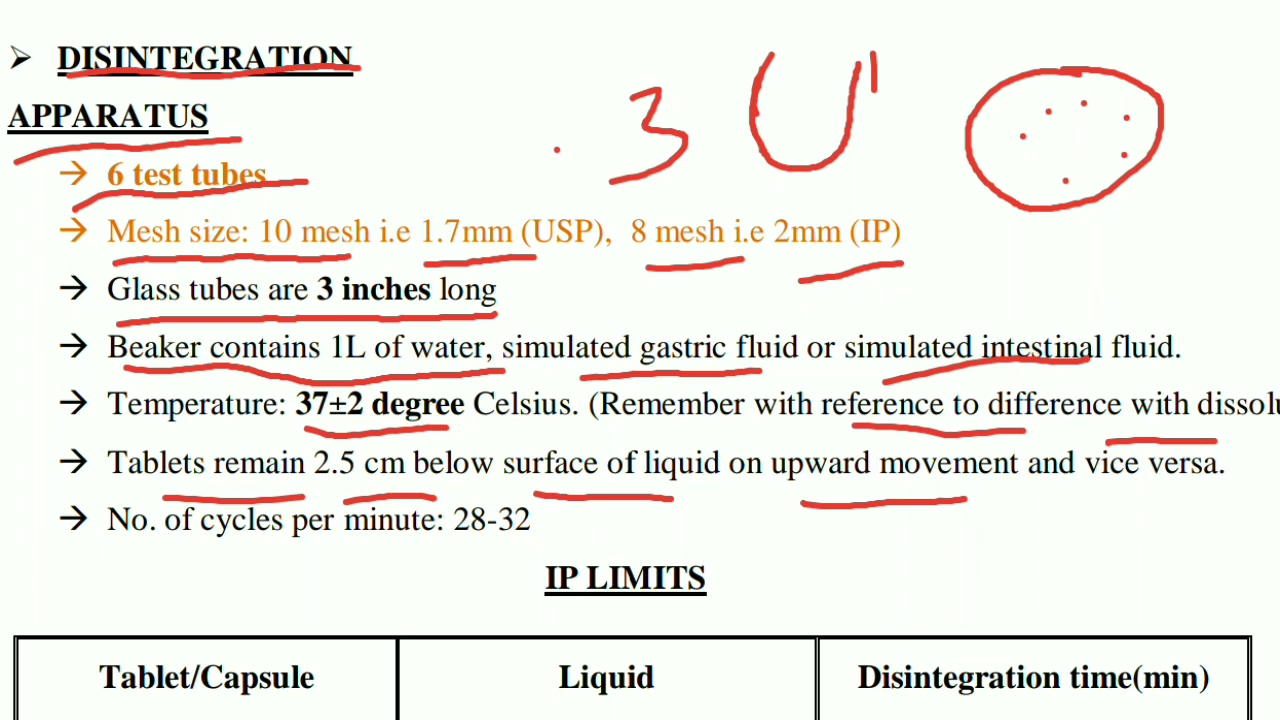 ➢ DISINTEGRATION
APPARATUS
→ 6 test tubes
→ Mesh size: 10 mesh i.e 1.7mm (USP), 8 mesh i.e 2mm (IP)
→ Glass tubes are 3 inches long
→ Beaker contains 1L of water, simulated gastric fluid or simulated intestinal fluid.
→ Temperature: 37±2 degree Celsius. (Remember with reference to difference with
→ Tablets remain 2.5 cm below surface of liquid on upward movement and vice versa.
→ No. of cycles per minute: 28-32
IP LIMITS
Tablet/Capsule Liquid Disintegration time(min)
3